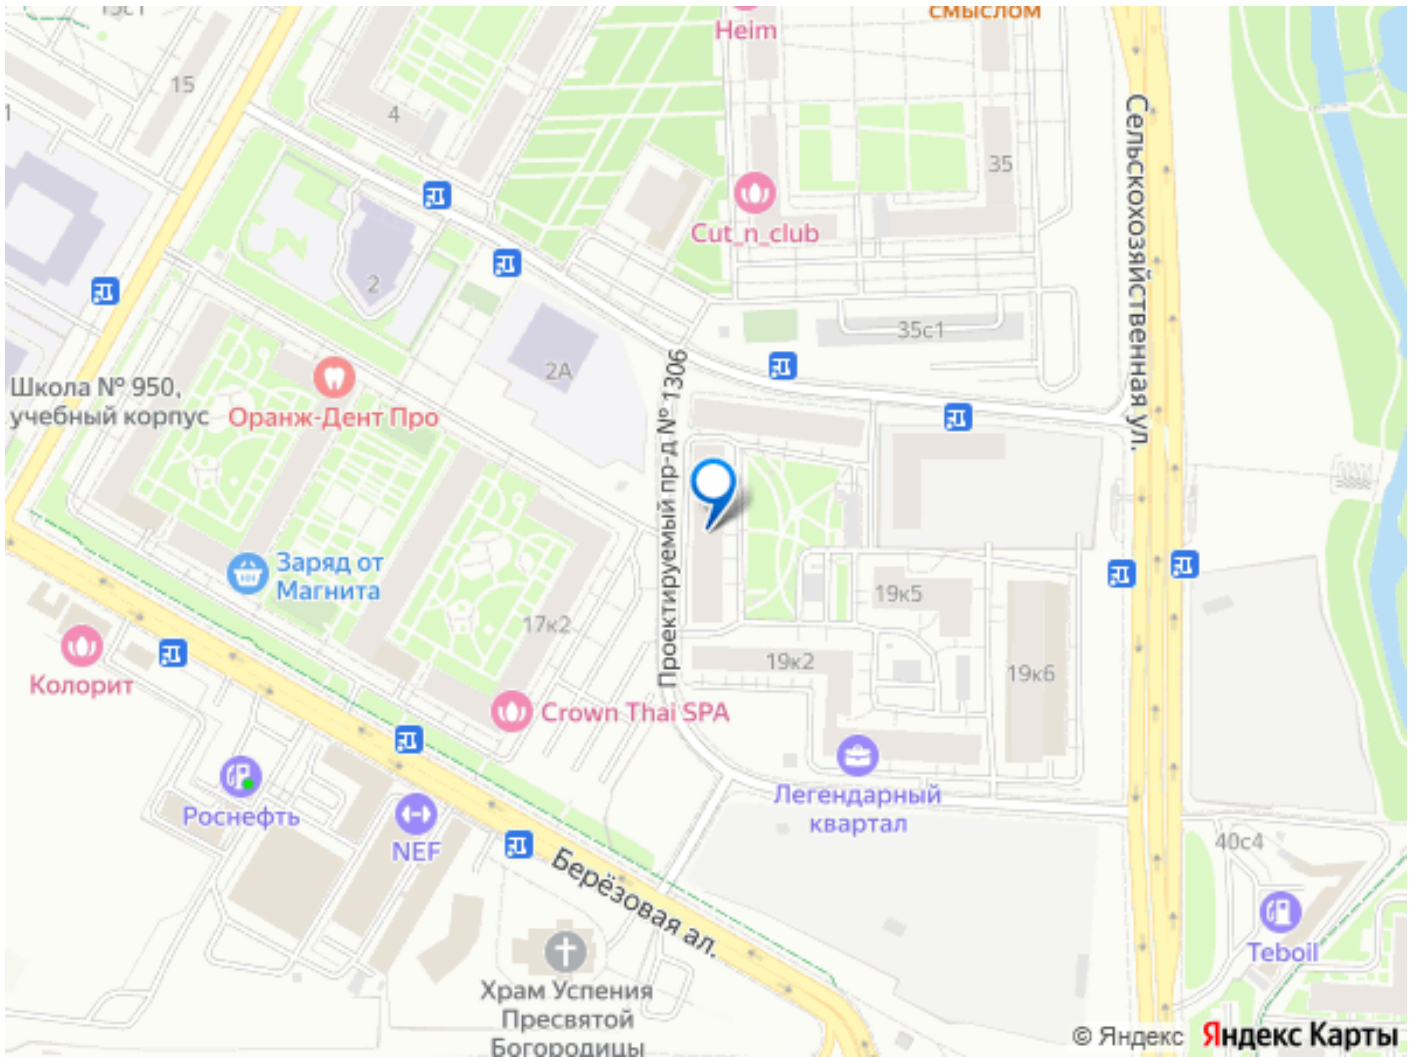 15с1
смыслом
Heim
15
4
1
35
Cut_n_club
2
Сельскохозяйственная ул.
35с1
2А
Школа № 950,
учебный корпус
Оранж-Дент Про
Проектируемый пр-д № 1306
Заряд от
Магнита
17к2
19к5
19к2
19к6
Колорит
Crown Thai SPA
Роснефть
NEF
Легендарный
квартал
40с4
Берёзовая ал.
Teboil
Храм Успения
Пресвятой
Богородицы
© Яндекс Яндекс Карты